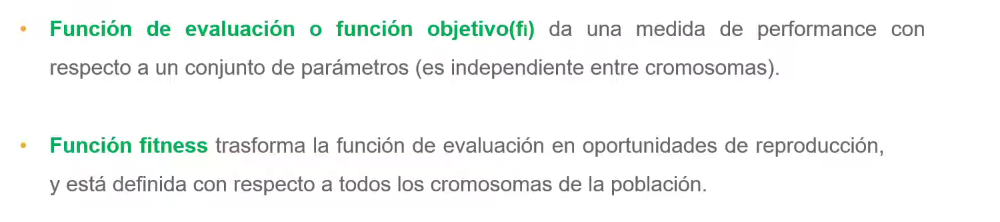 • Función de evaluación o función objetivo(fi) da una medida de performance con
respecto a un conjunto de parámetros (es independiente entre cromosomas).
• Función fitness trasforma la función de evaluación en oportunidades de reproducción,
y está definida con respecto a todos los cromosomas de la población.